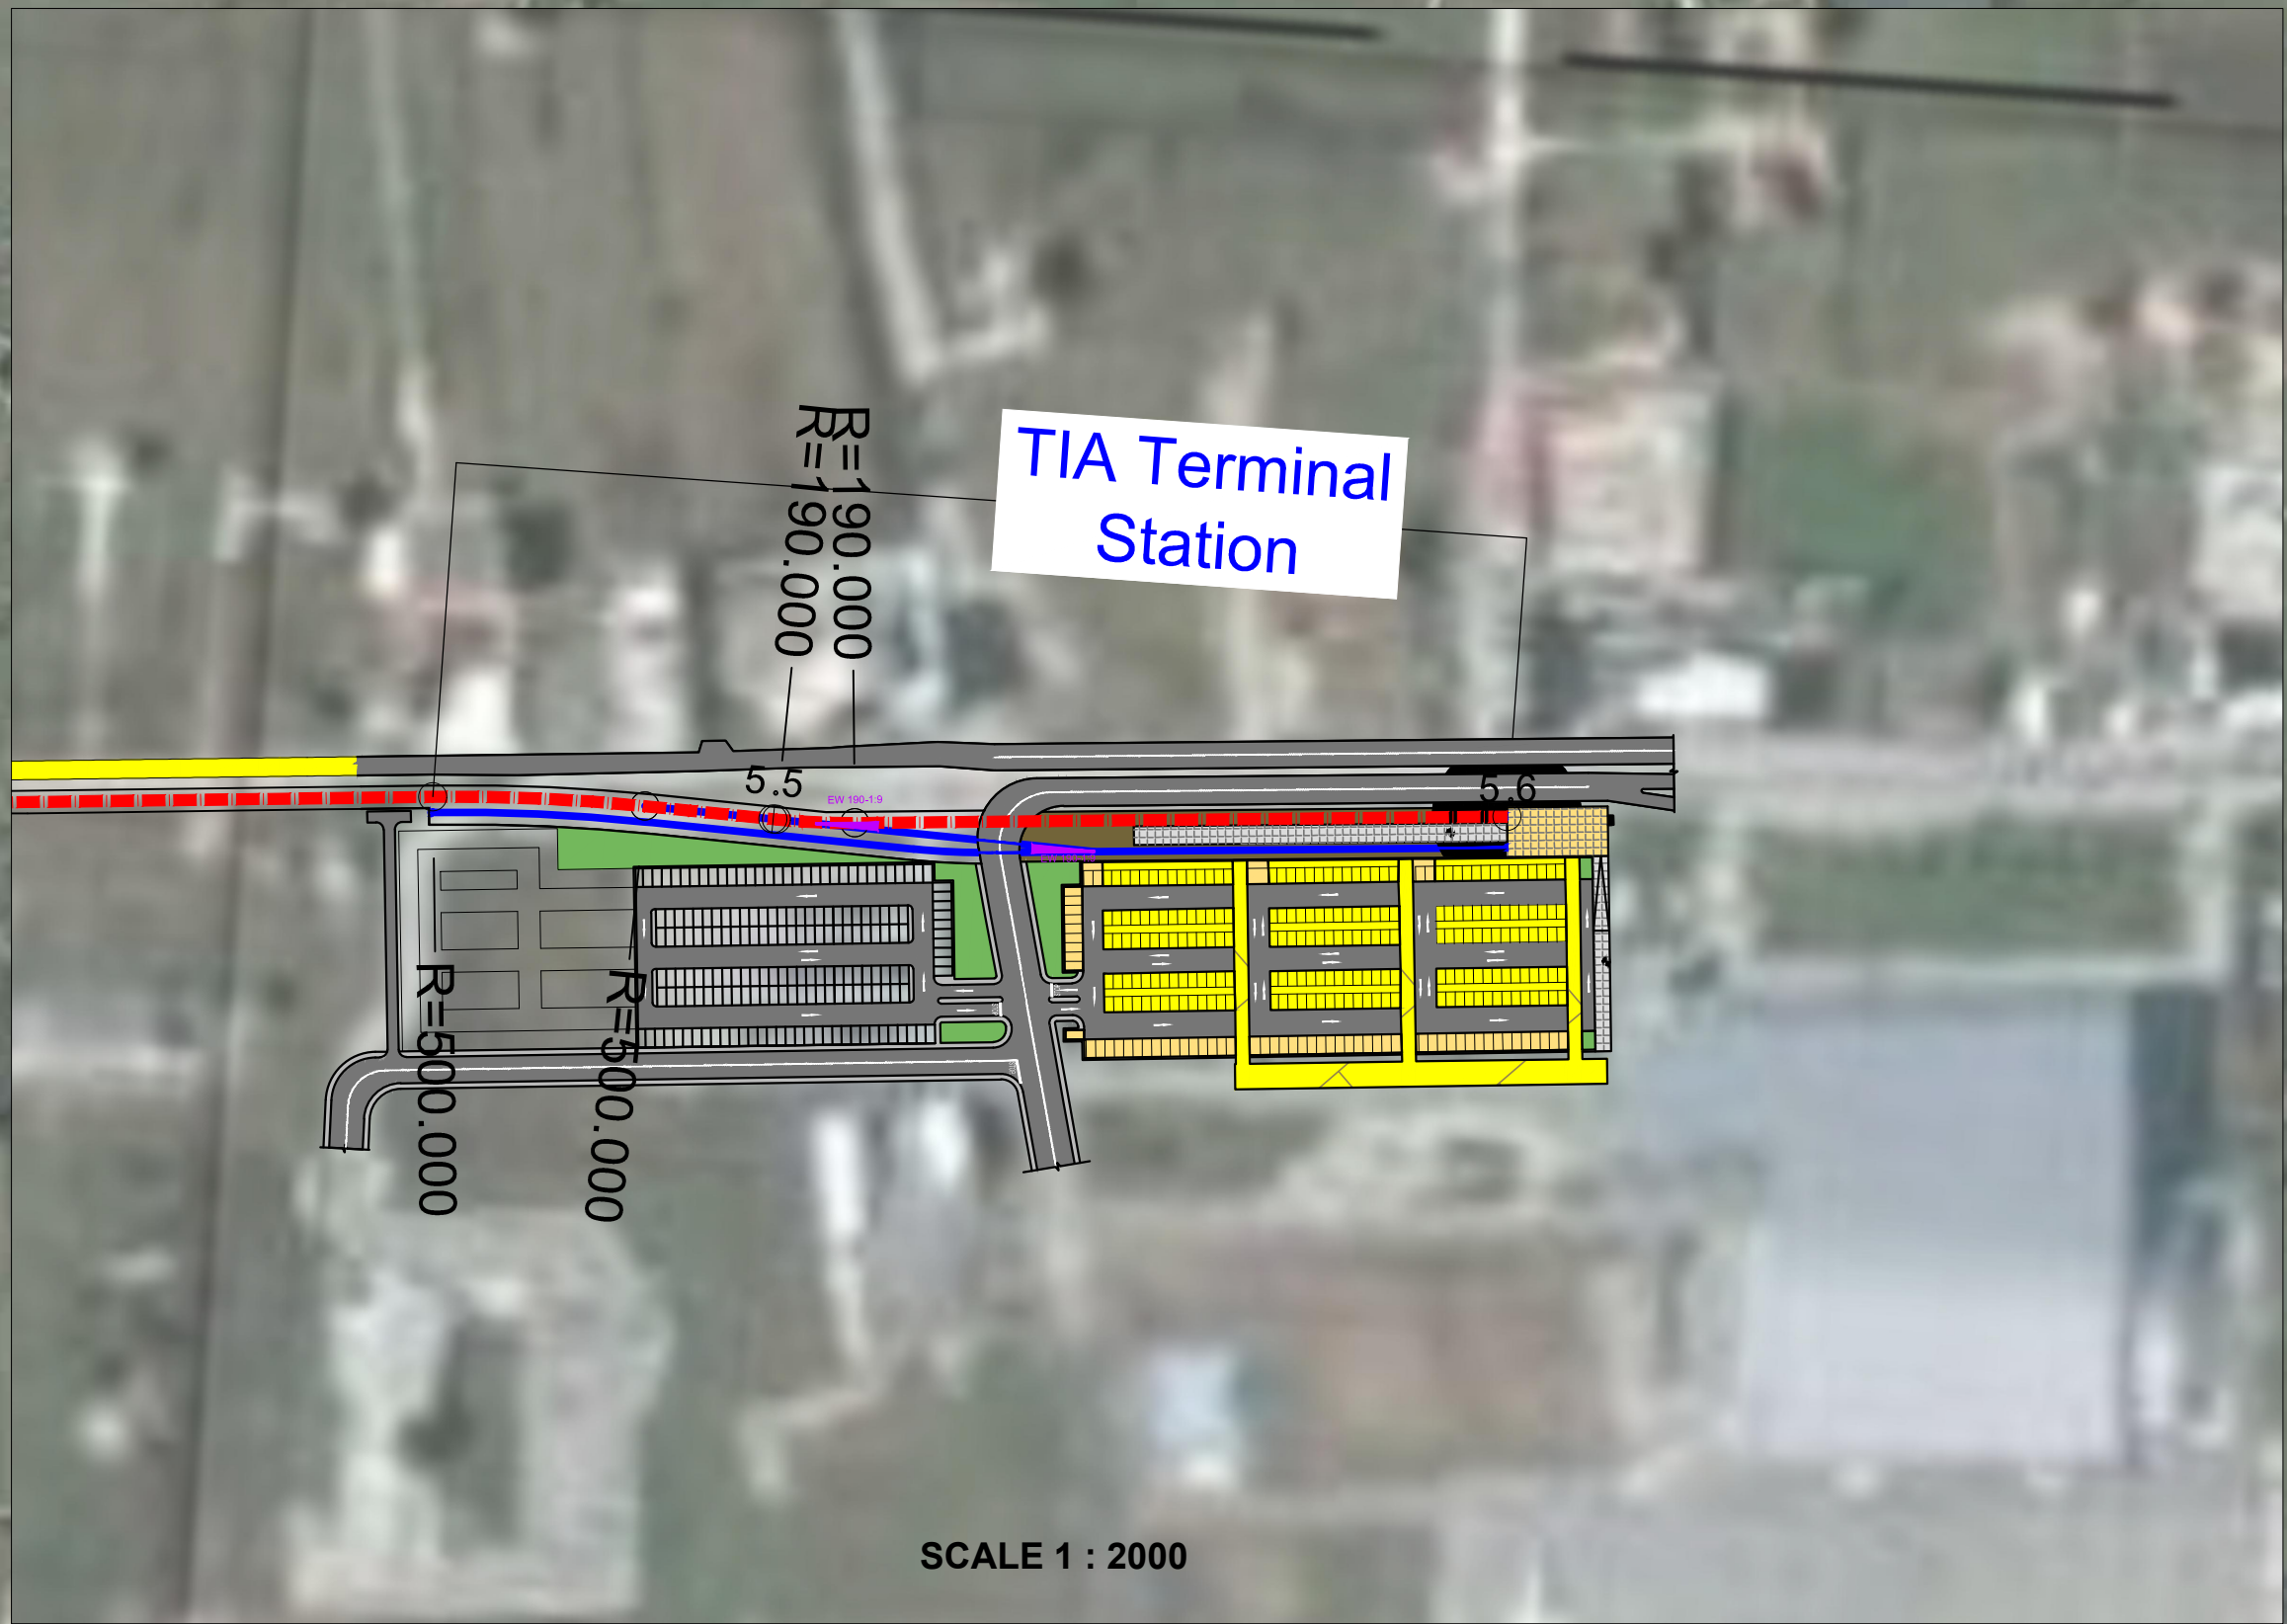 R=190.000
R=190.000
TIA Terminal
Station
5.5
EW 190-1:9
5.6
R=500.000
R=500.000
SCALE 1 : 2000